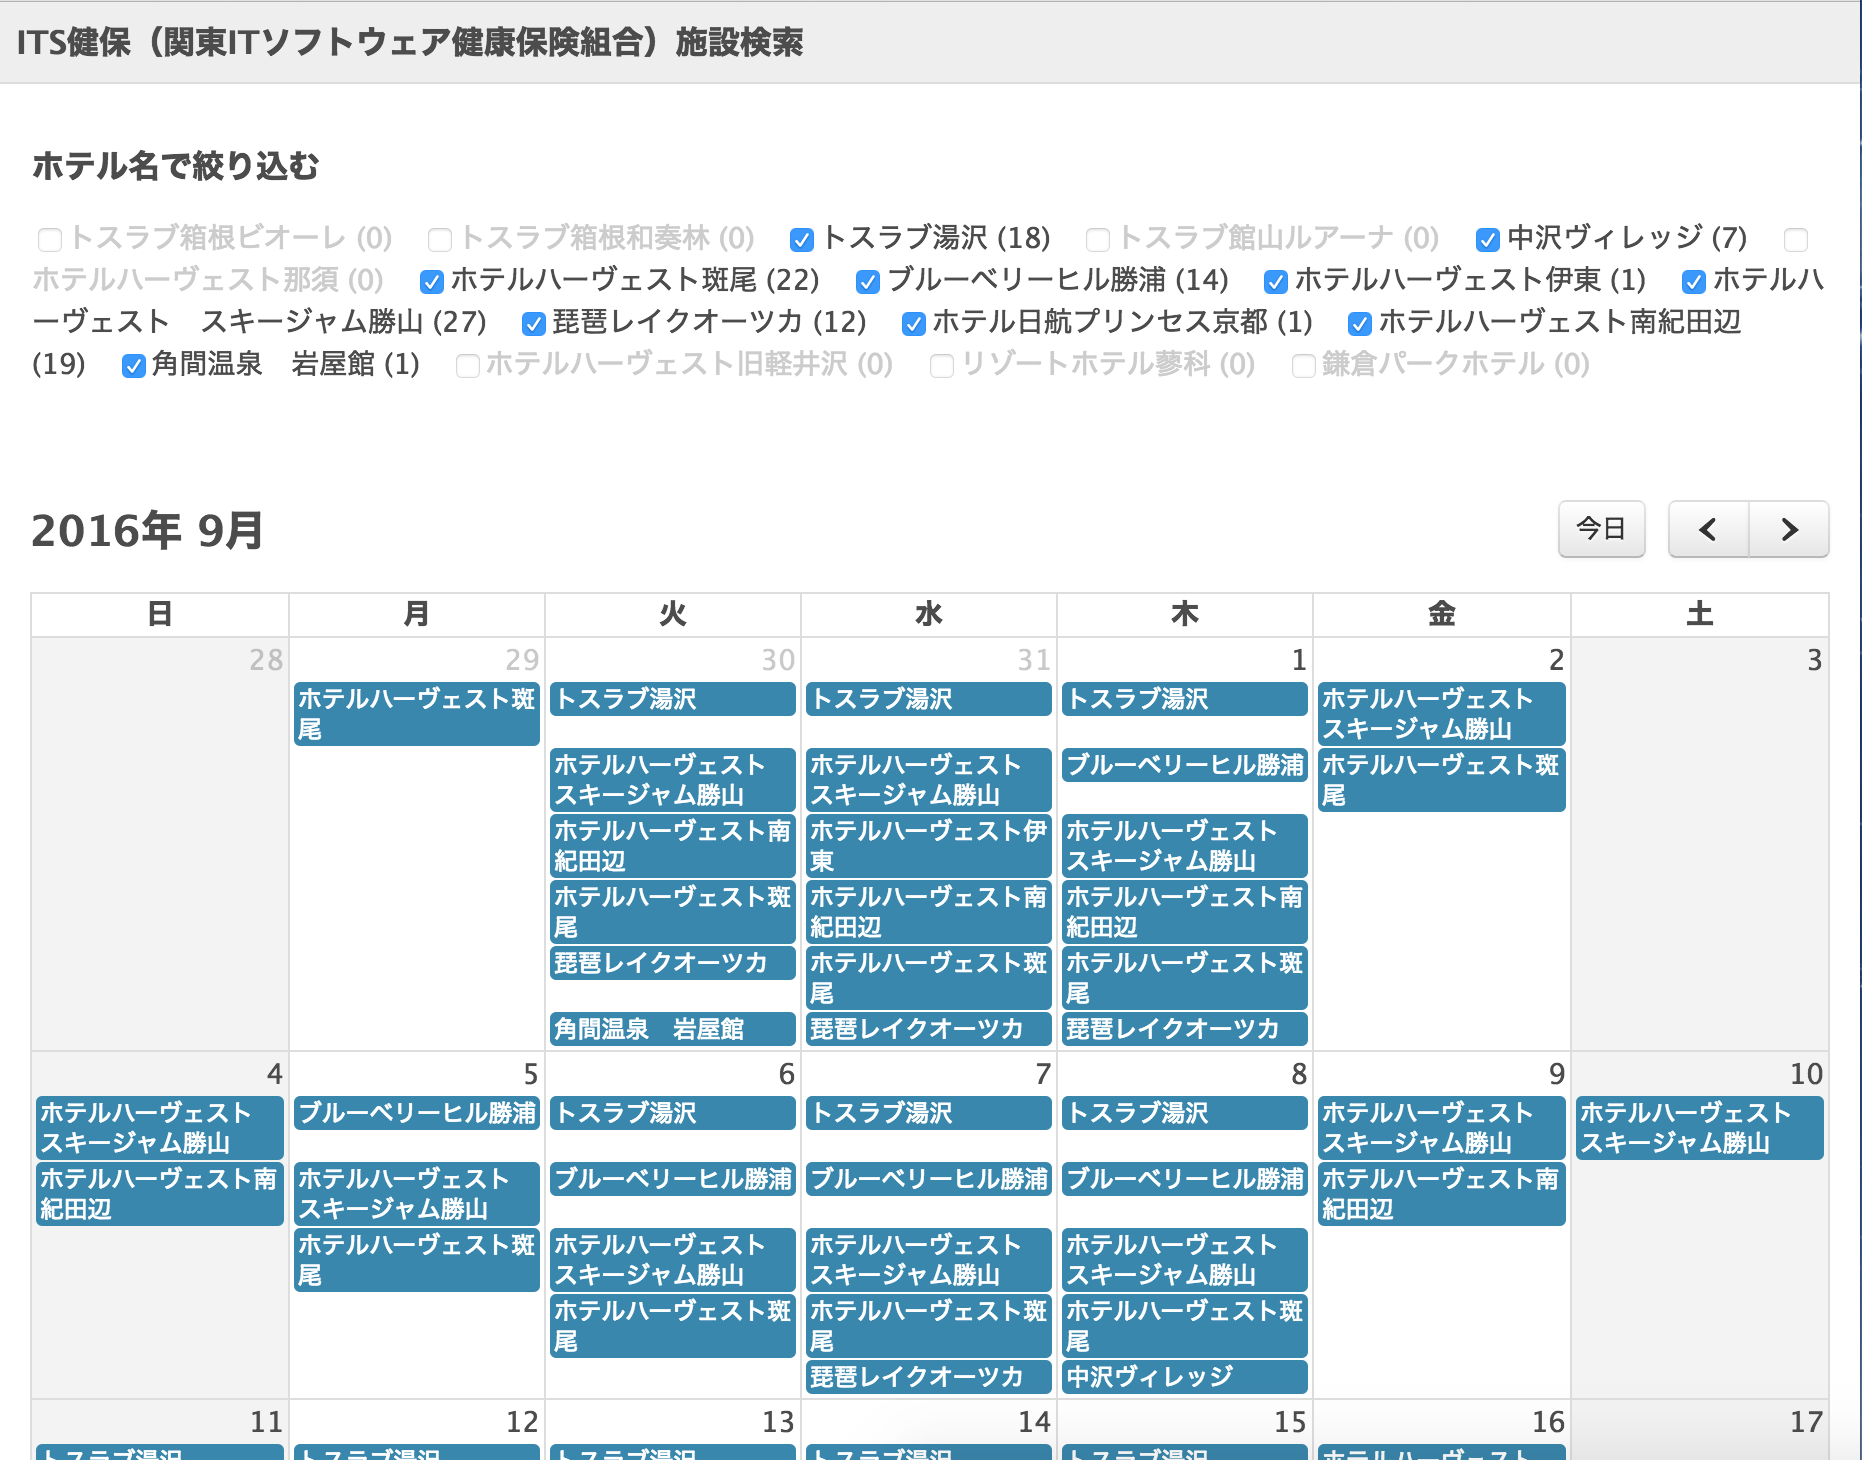 ITS健保（関東ITソフトウェア健康保険組合）施設検索
ホテル名で絞り込む
トスラブ箱根ビオーレ (0) トスラブ箱根和奏林 (0) トスラブ湯沢 (18) トスラブ館山ルアーナ (0) 中沢ヴィレッジ (7)
ホテルハーヴェスト那須 (0) ホテルハーヴェスト斑尾 (22) ブルーベリーヒル勝浦 (14) ホテルハーヴェスト伊東 (1) ホテルハ
ーヴェスト　スキージャム勝山 (27) 琵琶レイクオーツカ (12) ホテル日航プリンセス京都 (1) ホテルハーヴェスト南紀田辺
(19) 角間温泉　岩屋館 (1) ホテルハーヴェスト旧軽井沢 (0) リゾートホテル蓼科 (0) 鎌倉パークホテル (0)
2016年 9月
今日
日 月 火 水 木 金 土
28
29
ホテルハーヴェスト斑
尾
30
トスラブ湯沢
ホテルハーヴェスト
スキージャム勝山
ホテルハーヴェスト南
紀田辺
ホテルハーヴェスト斑
尾
琵琶レイクオーツカ
角間温泉　岩屋館
31
トスラブ湯沢
ホテルハーヴェスト
スキージャム勝山
ホテルハーヴェスト伊
東
ホテルハーヴェスト南
紀田辺
ホテルハーヴェスト斑
尾
琵琶レイクオーツカ
1
トスラブ湯沢
ブルーベリーヒル勝浦
ホテルハーヴェスト
スキージャム勝山
ホテルハーヴェスト南
紀田辺
ホテルハーヴェスト斑
尾
琵琶レイクオーツカ
2
ホテルハーヴェスト
スキージャム勝山
ホテルハーヴェスト斑
尾
3
4
ホテルハーヴェスト
スキージャム勝山
ホテルハーヴェスト南
紀田辺
5
ブルーベリーヒル勝浦
ホテルハーヴェスト
スキージャム勝山
ホテルハーヴェスト斑
尾
6
トスラブ湯沢
ブルーベリーヒル勝浦
ホテルハーヴェスト
スキージャム勝山
ホテルハーヴェスト斑
尾
7
トスラブ湯沢
ブルーベリーヒル勝浦
ホテルハーヴェスト
スキージャム勝山
ホテルハーヴェスト斑
尾
琵琶レイクオーツカ
8
トスラブ湯沢
ブルーベリーヒル勝浦
ホテルハーヴェスト
スキージャム勝山
ホテルハーヴェスト斑
尾
中沢ヴィレッジ
9
ホテルハーヴェスト
スキージャム勝山
ホテルハーヴェスト南
紀田辺
10
ホテルハーヴェスト
スキージャム勝山
11
トスラブ湯沢
12
トスラブ湯沢
13
トスラブ湯沢
14
トスラブ湯沢
15
トスラブ湯沢
16
ホテルハーヴェスト
17